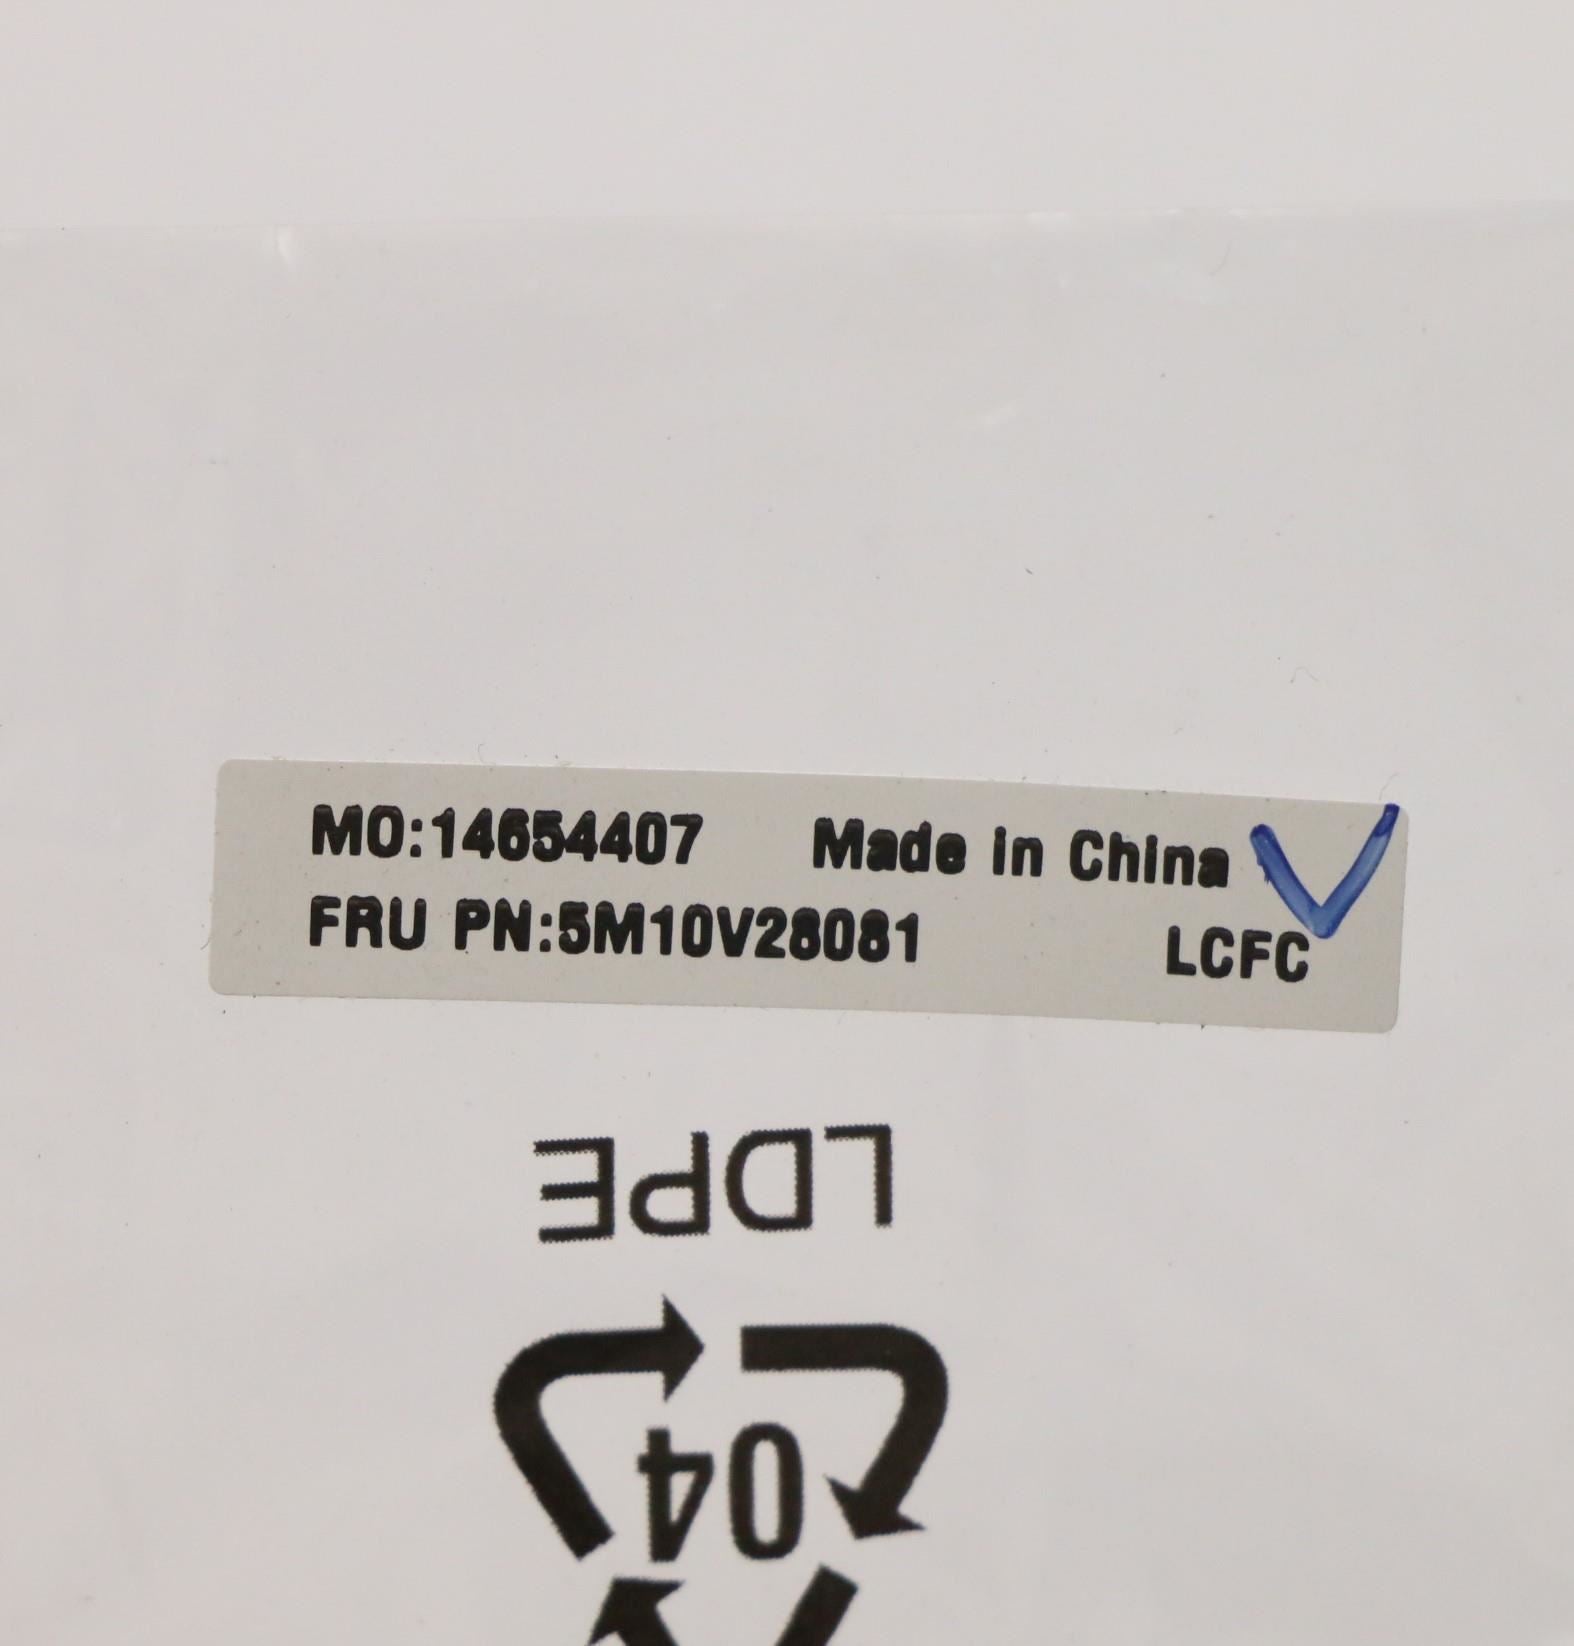 MO:14654407 Made in China
FRU PN:5M10V28081 LCFC
LDPE
04